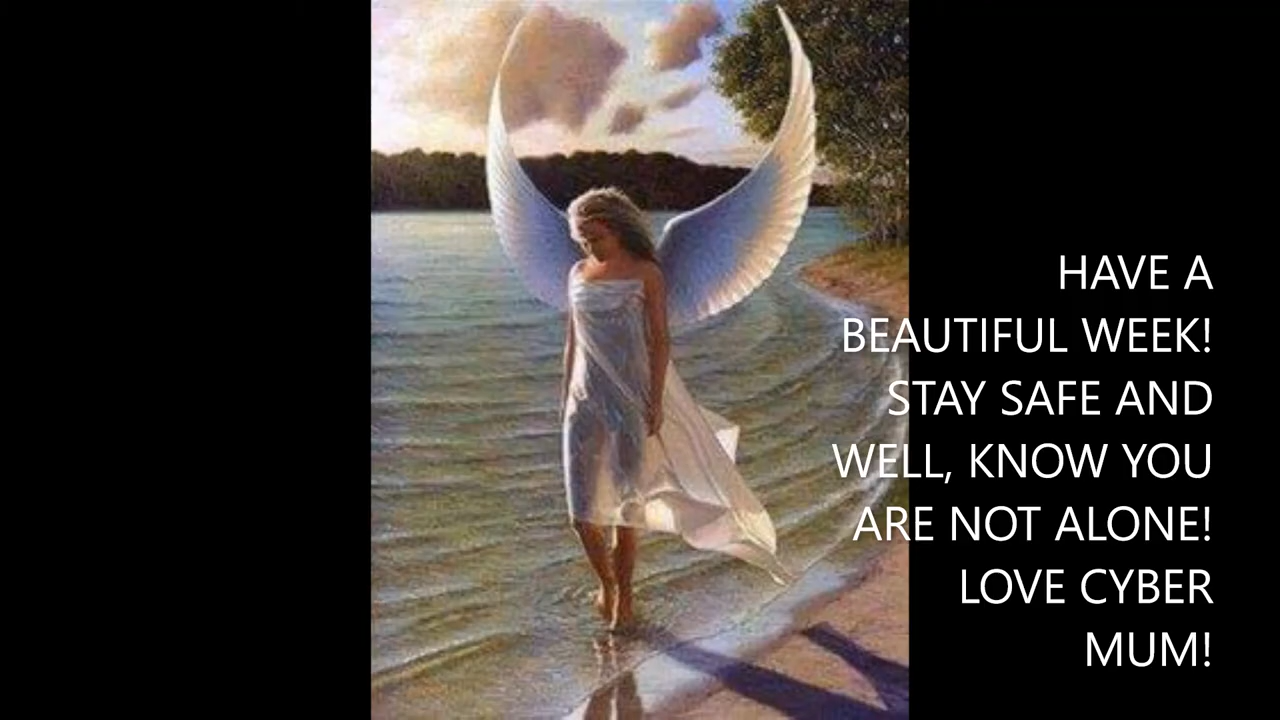 HAVE A
BEAUTIFUL WEEK!
STAY SAFE AND
WELL, KNOW YOU
ARE NOT ALONE!
LOVE CYBER
MUM!